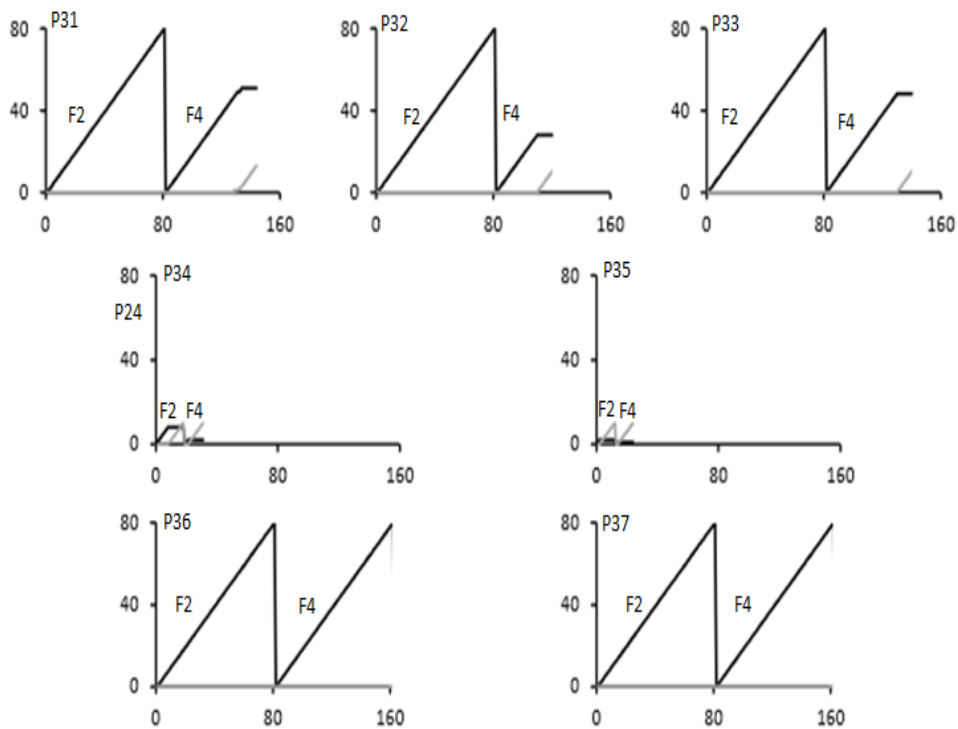 80 P31 80 P32 80 P33
F2 F4 F2 F4 F2 F4
40 40 40
0 0 0
0 80 160 0 80 160 0 80 160
80 P34 80 P35
P24
40 40
F2 F4 F2 F4
0 0
0 80 160 0 80 160
80 P36 80 P37
40 F2 F4 40 F2 F4
0 0
0 80 160 0 80 160